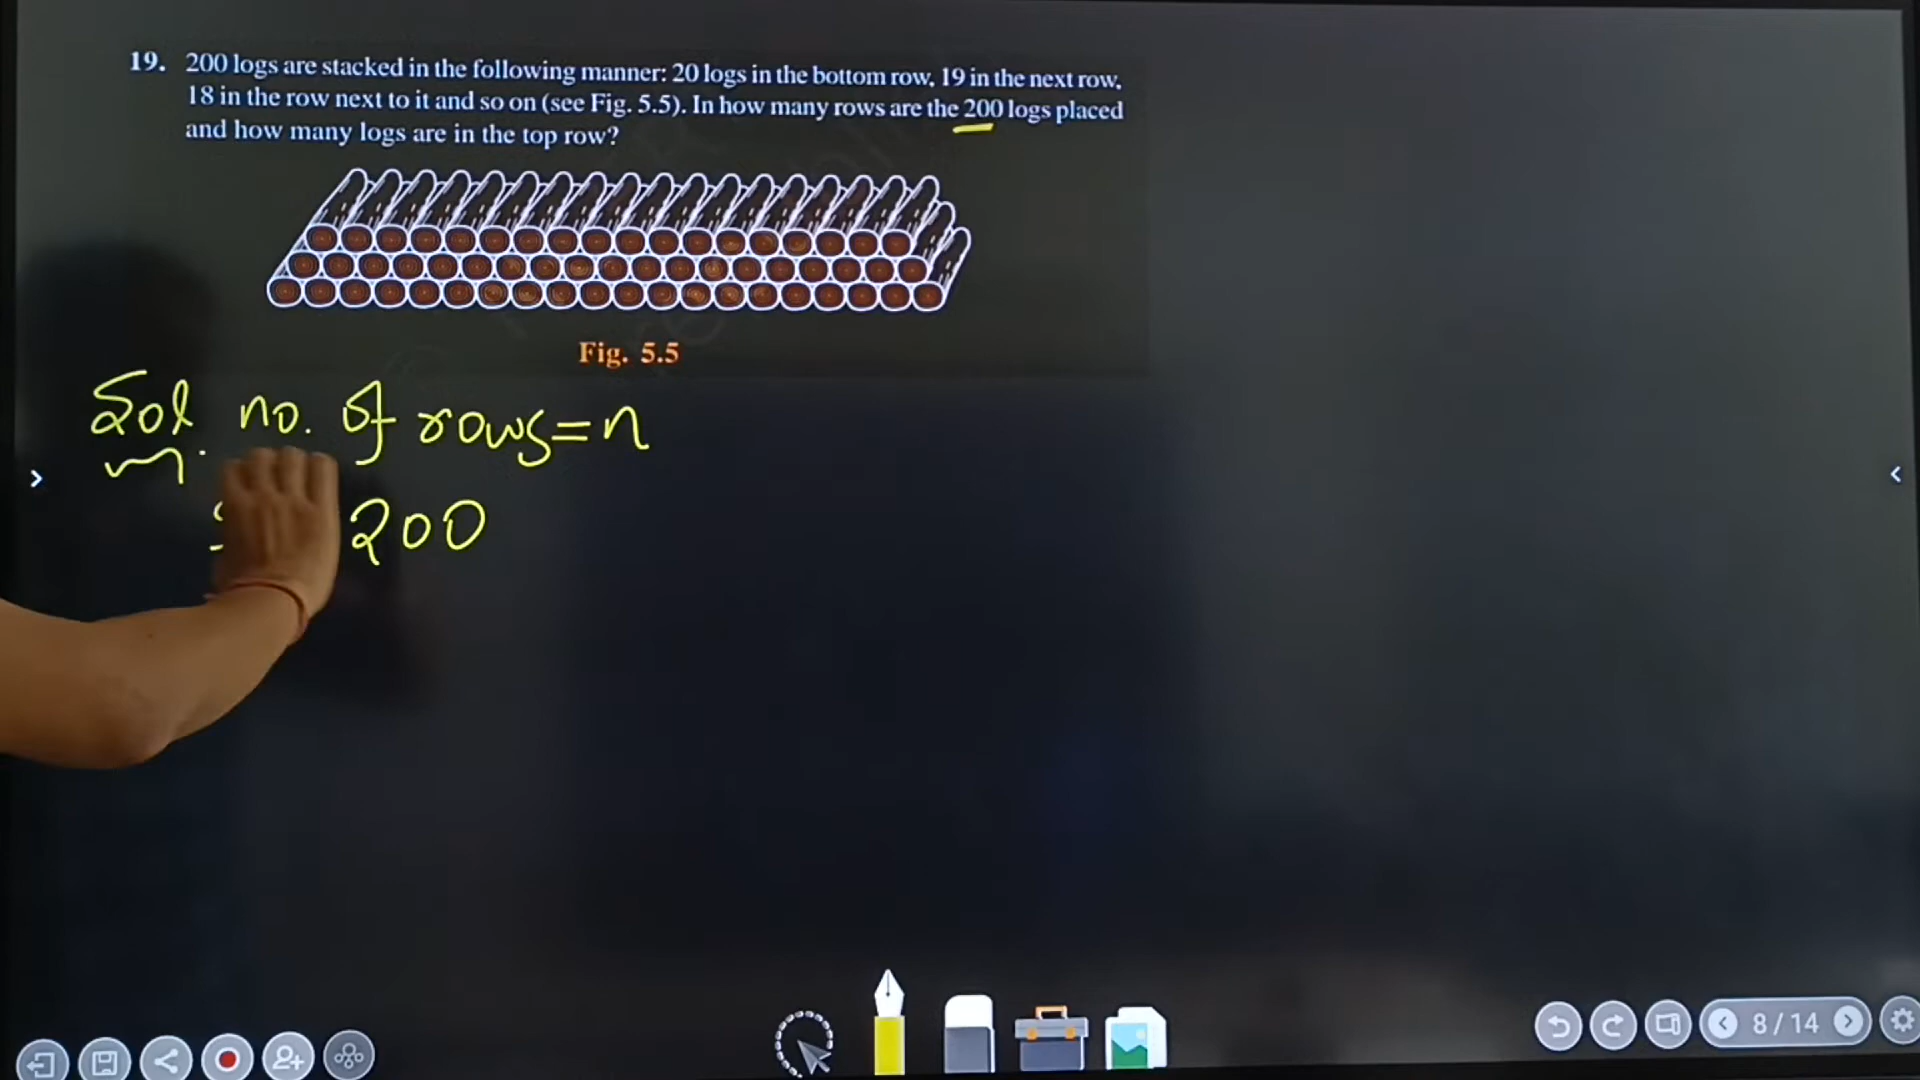 19. 200 logs are stacked in the following manner: 20 logs in the bottom row, 19 in the next row,
18 in the row next to it and so on (see Fig. 5.5). In how many rows are the 200 logs placed
and how many logs are in the top row?
Fig. 5.5
Sol no. of rows=n
200
8/14